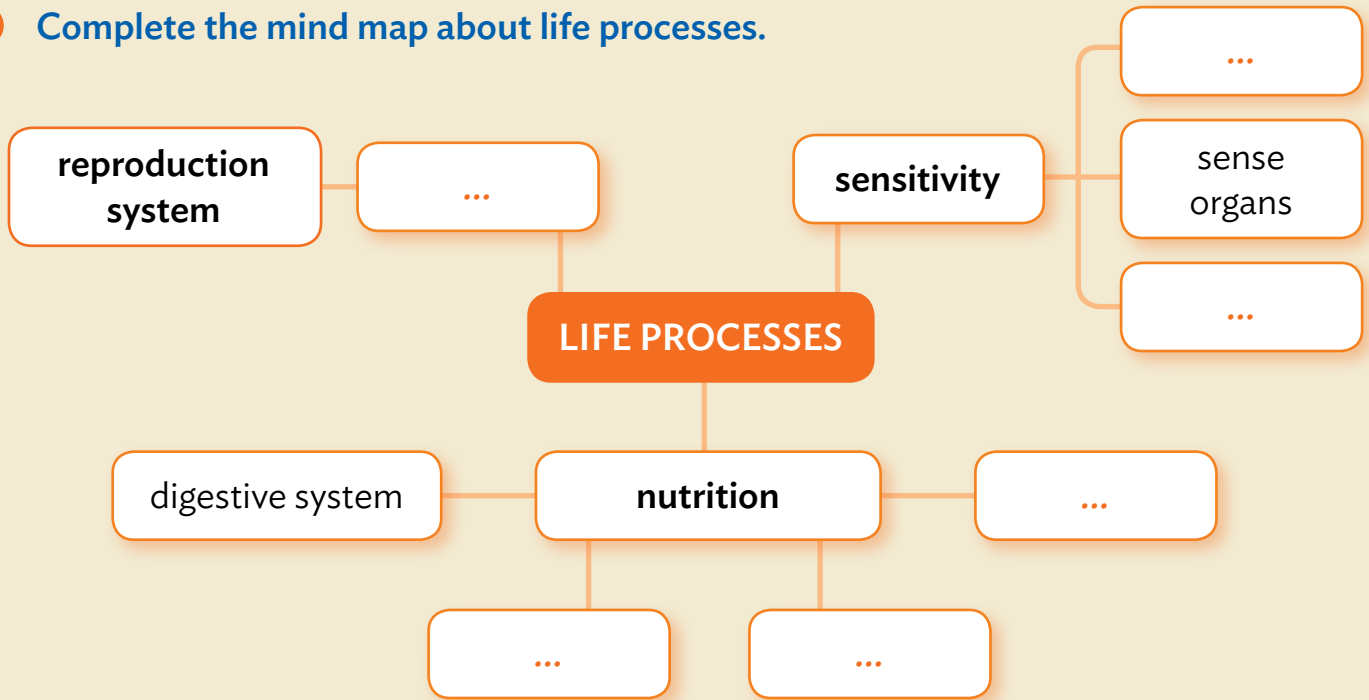 Complete the mind map about life processes.
...
reproduction
system
...
sensitivity
sense
organs
...
LIFE PROCESSES
digestive system
nutrition
...
...
...